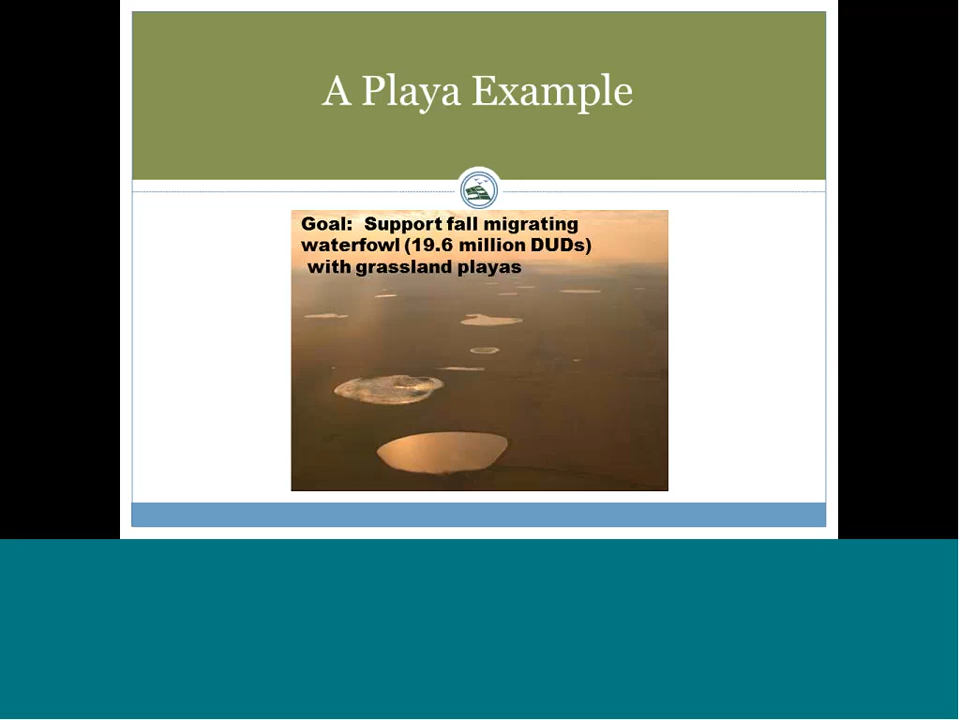 A Playa Example
Goal:  Support fall migrating
waterfowl (19.6 million DUDs)
with grassland playas